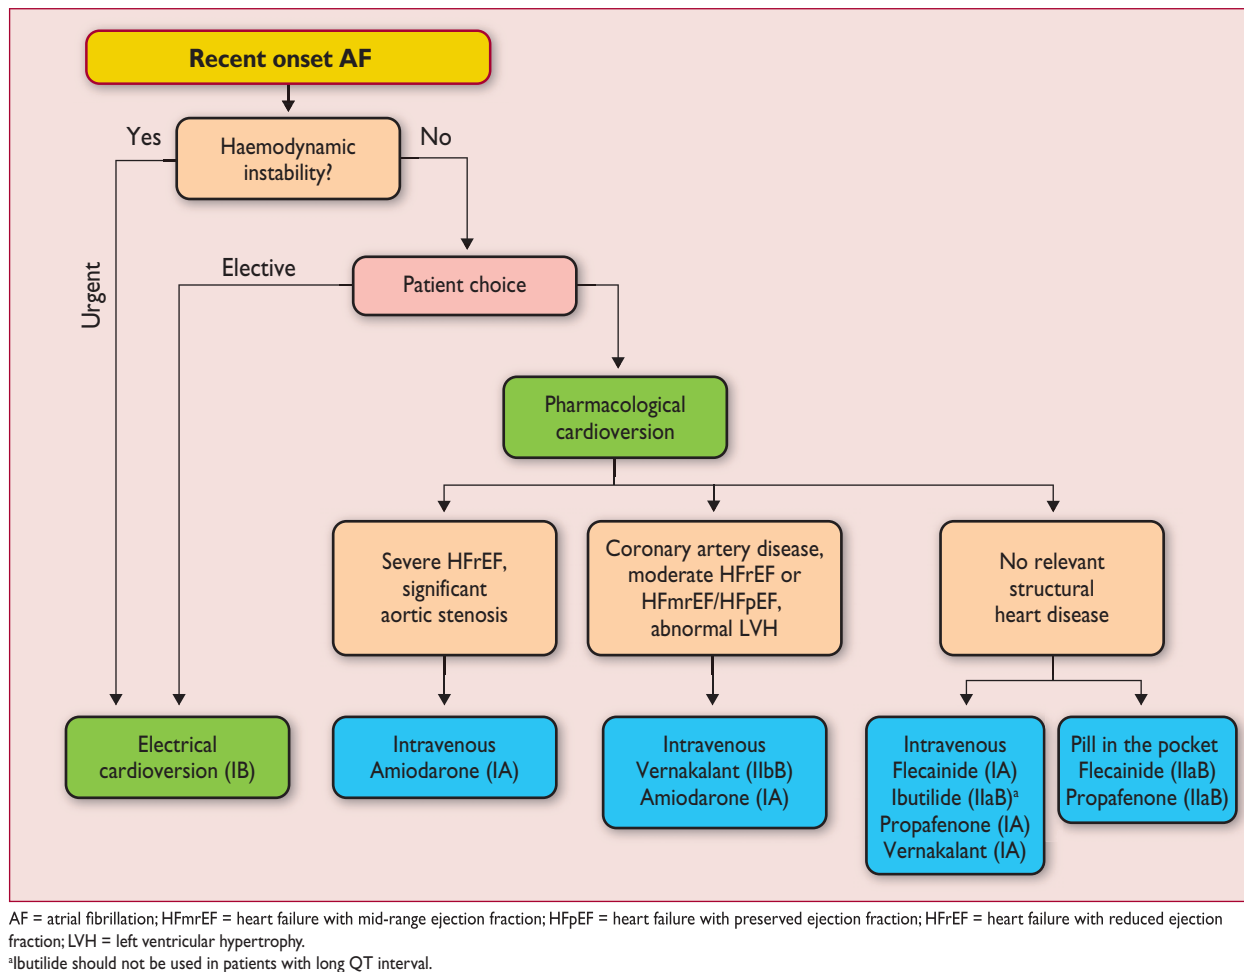 Recent onset AF
Yes
Haemodynamic
instability?
No
Urgent
Elective
Patient choice
Pharmacological
cardioversion
Severe HFrEF,
significant
aortic stenosis
Coronary artery disease,
moderate HFrEF or
HFmrEF/HFpEF,
abnormal LVH
No relevant
structural
heart disease
Electrical
cardioversion (IB)
Intravenous
Amiodarone (IA)
Intravenous
Vernakalant (IIbB)
Amiodarone (IA)
Intravenous
Flecainide (IA)
Ibutilide (IIaB)ᵃ
Propafenone (IA)
Vernakalant (IA)
Pill in the pocket
Flecainide (IIaB)
Propafenone (IIaB)
AF = atrial fibrillation; HFmrEF = heart failure with mid-range ejection fraction; HFpEF = heart failure with preserved ejection fraction; HFrEF = heart failure with reduced ejection
fraction; LVH = left ventricular hypertrophy.
ᵃIbutilide should not be used in patients with long QT interval.